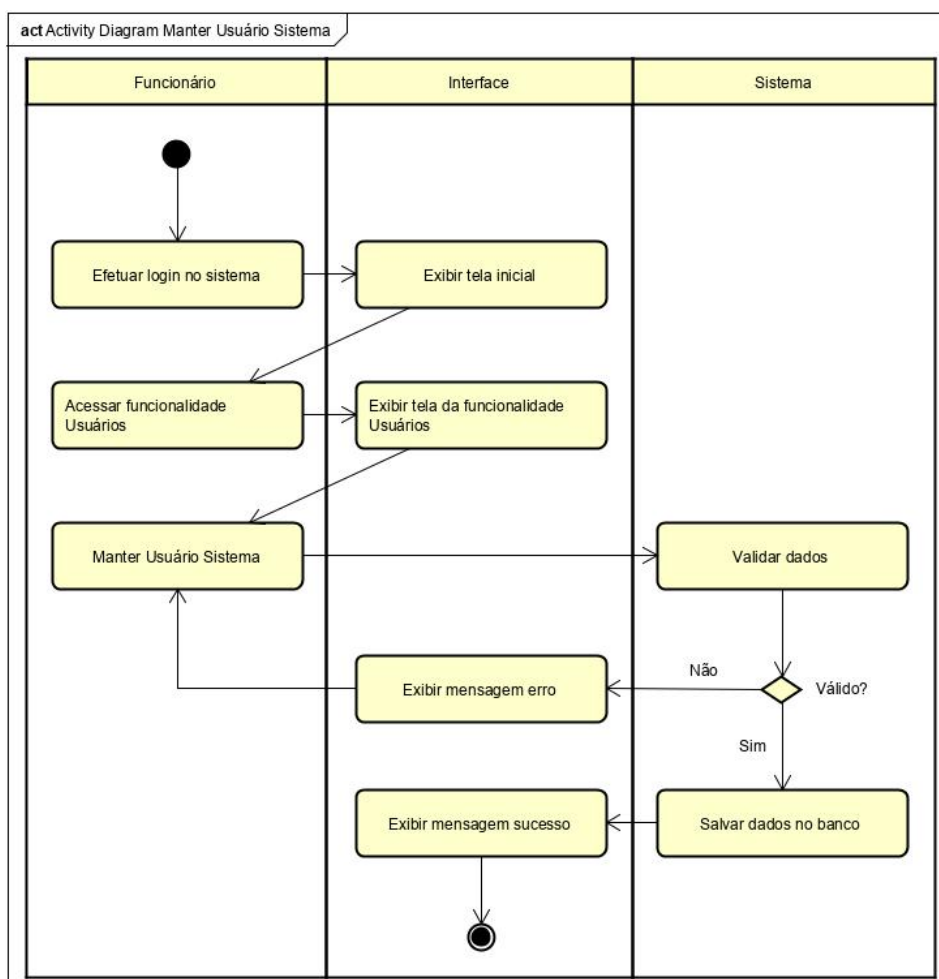 act Activity Diagram Manter Usuário Sistema
Funcionário
Interface
Sistema
Efetuar login no sistema
Exibir tela inicial
Acessar funcionalidade
Usuários
Exibir tela da funcionalidade
Usuários
Manter Usuário Sistema
Validar dados
Exibir mensagem erro
Não
Válido?
Sim
Exibir mensagem sucesso
Salvar dados no banco